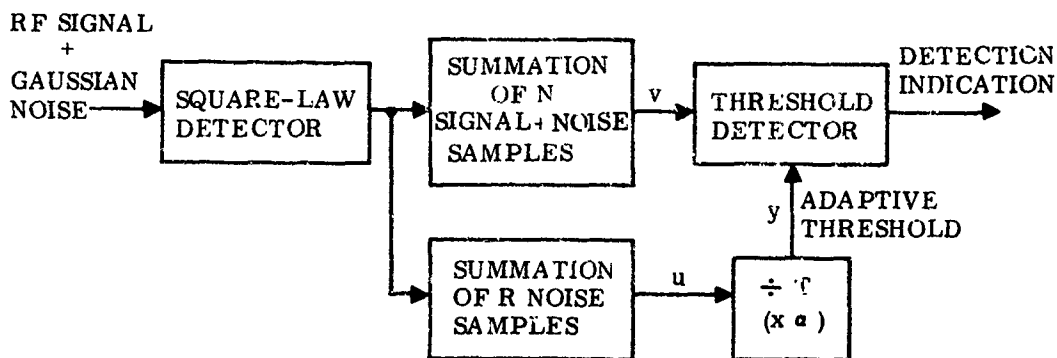 RF SIGNAL
+
GAUSSIAN
NOISE
SQUARE-LAW
DETECTOR
SUMMATION
OF N
SIGNAL+NOISE
SAMPLES
v
THRESHOLD
DETECTOR
DETECTION
INDICATION
y
ADAPTIVE
THRESHOLD
SUMMATION
OF R NOISE
SAMPLES
u
÷
(x α)